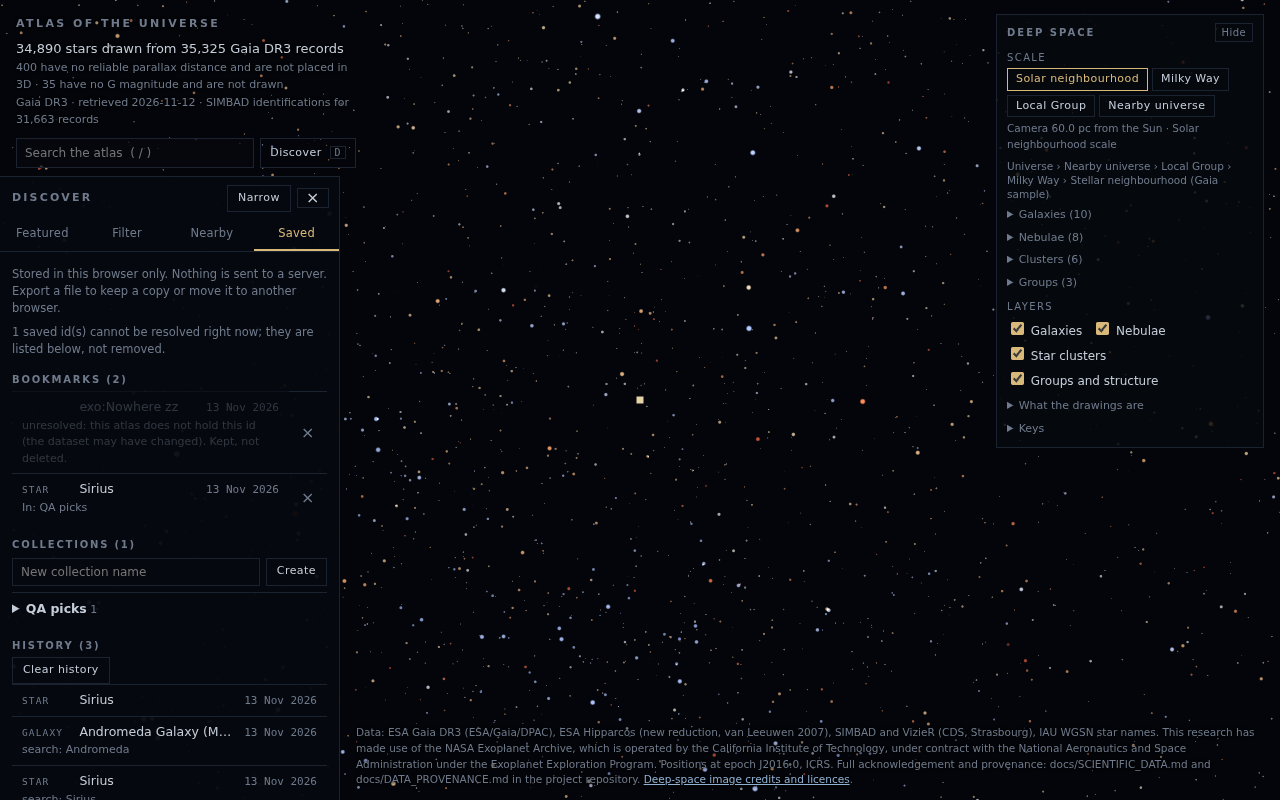 ATLAS OF THE UNIVERSE
34,890 stars drawn from 35,325 Gaia DR3 records
400 have no reliable parallax distance and are not placed in
3D · 35 have no G magnitude and are not drawn.
Gaia DR3 · retrieved 2026-11-12 · SIMBAD identifications for
31,663 records
Search the atlas ( / )
Discover D
DISCOVER
Narrow
×
Featured
Filter
Nearby
Saved
Stored in this browser only. Nothing is sent to a server.
Export a file to keep a copy or move it to another
browser.
1 saved id(s) cannot be resolved right now; they are
listed below, not removed.
BOOKMARKS (2)
exo:Nowhere zz 13 Nov 2026
unresolved: this atlas does not hold this id
(the dataset may have changed). Kept, not
deleted.
×
STAR Sirius 13 Nov 2026
In: QA picks
×
COLLECTIONS (1)
New collection name
Create
▶ QA picks 1
HISTORY (3)
Clear history
STAR Sirius 13 Nov 2026
GALAXY Andromeda Galaxy (M… 13 Nov 2026
search: Andromeda
STAR Sirius 13 Nov 2026
search: Sirius
DEEP SPACE
Hide
SCALE
Solar neighbourhood
Milky Way
Local Group
Nearby universe
Camera 60.0 pc from the Sun · Solar
neighbourhood scale
Universe › Nearby universe › Local Group ›
Milky Way › Stellar neighbourhood (Gaia
sample)
▶ Galaxies (10)
▶ Nebulae (8)
▶ Clusters (6)
▶ Groups (3)
LAYERS
Galaxies
Nebulae
Star clusters
Groups and structure
▶ What the drawings are
▶ Keys
Data: ESA Gaia DR3 (ESA/Gaia/DPAC), ESA Hipparcos (new reduction, van Leeuwen 2007), SIMBAD and VizieR (CDS, Strasbourg), IAU WGSN star names. This research has
made use of the NASA Exoplanet Archive, which is operated by the California Institute of Technology, under contract with the National Aeronautics and Space
Administration under the Exoplanet Exploration Program. Positions at epoch J2016.0, ICRS. Full acknowledgement and provenance: docs/SCIENTIFIC_DATA.md and
docs/DATA_PROVENANCE.md in the project repository. Deep-space image credits and licences.